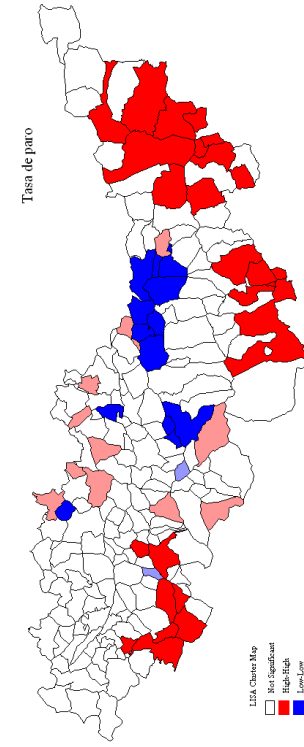 Tasa de paro
LISA Cluster Map
Not Significant
High-High
Low-Low